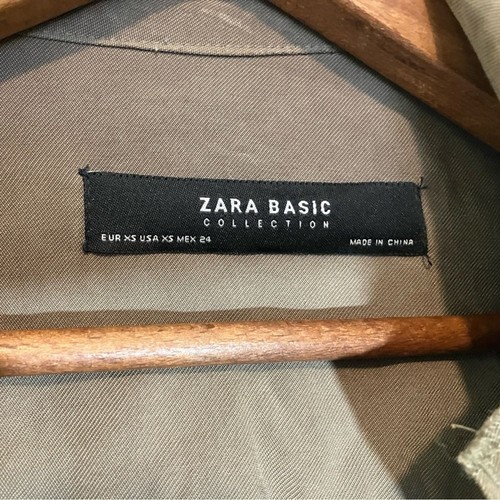 ZARA BASIC
COLLECTION
EUR XS USA XS MEX 24 MADE IN CHINA